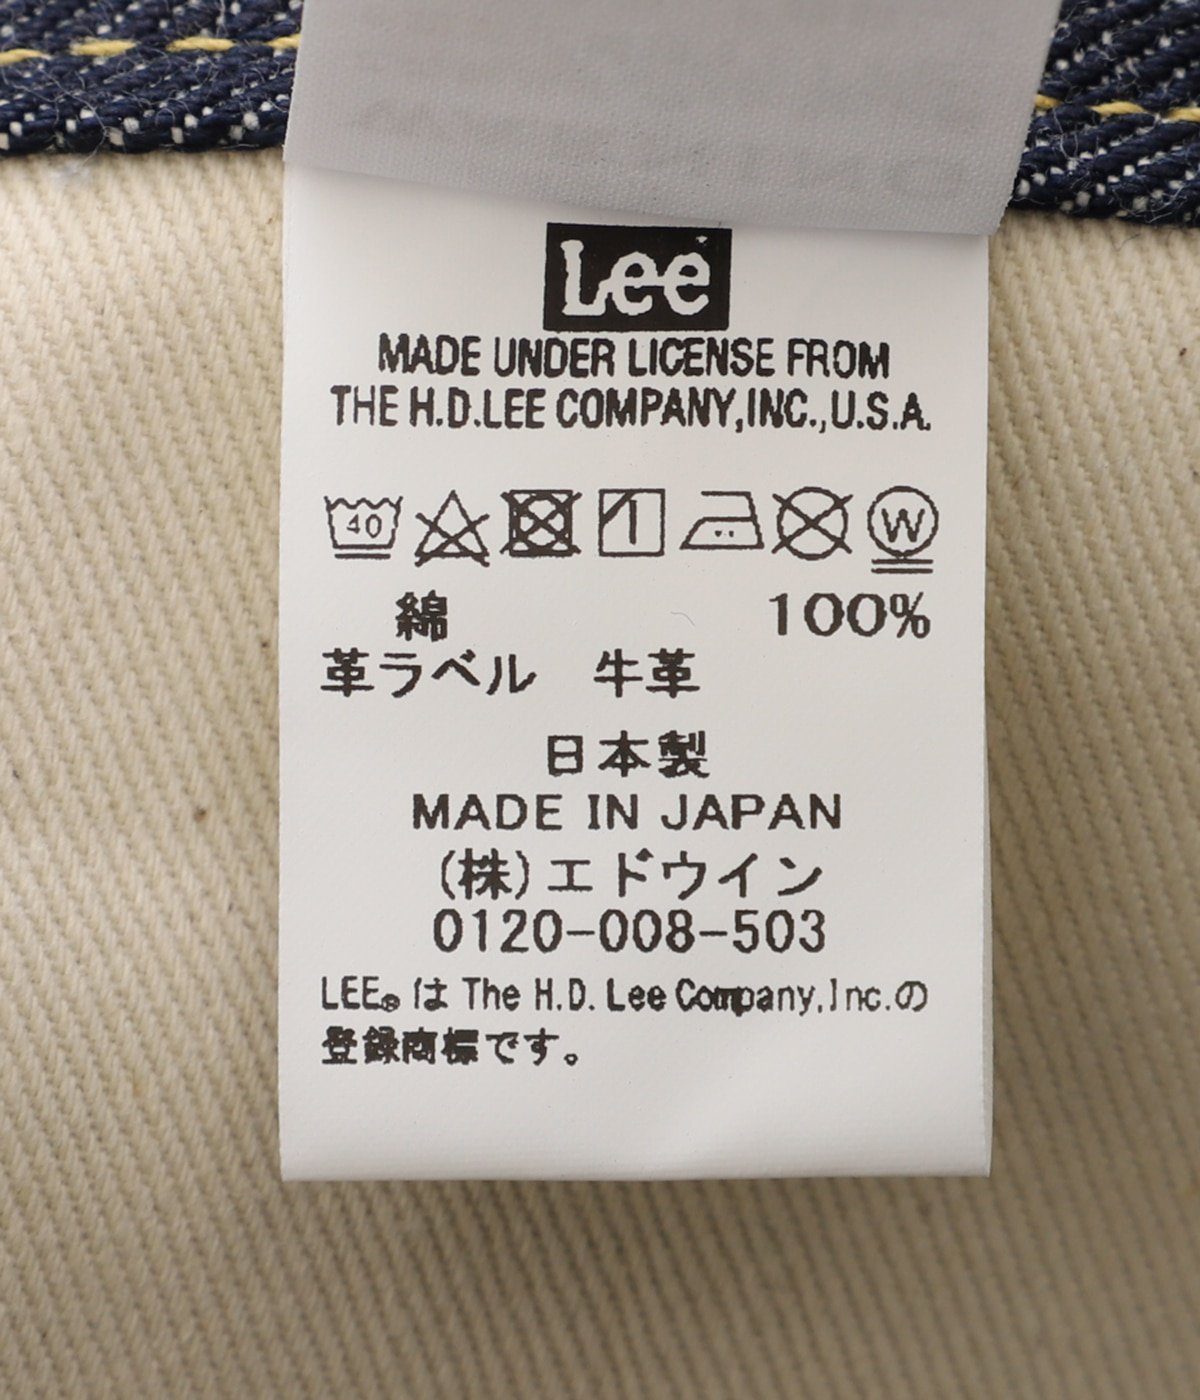 Lee
MADE UNDER LICENSE FROM
THE H.D.LEE COMPANY,INC.,U.S.A.
40 W
綿 100%
革ラベル 牛革
日本製
MADE IN JAPAN
(株)エドウイン
0120-008-503
LEE®は The H.D. Lee Company,Inc.の
登録商標です。